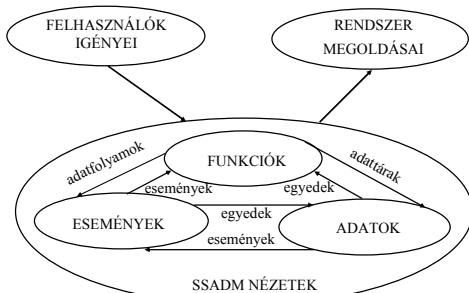 FELHASZNÁLÓK
IGÉNYEI
RENDSZER
MEGOLDÁSAI
adatfolyamok
FUNKCIÓK
adattárak
események
egyedek
ESEMÉNYEK
egyedek
ADATOK
események
SSADM NÉZETEK